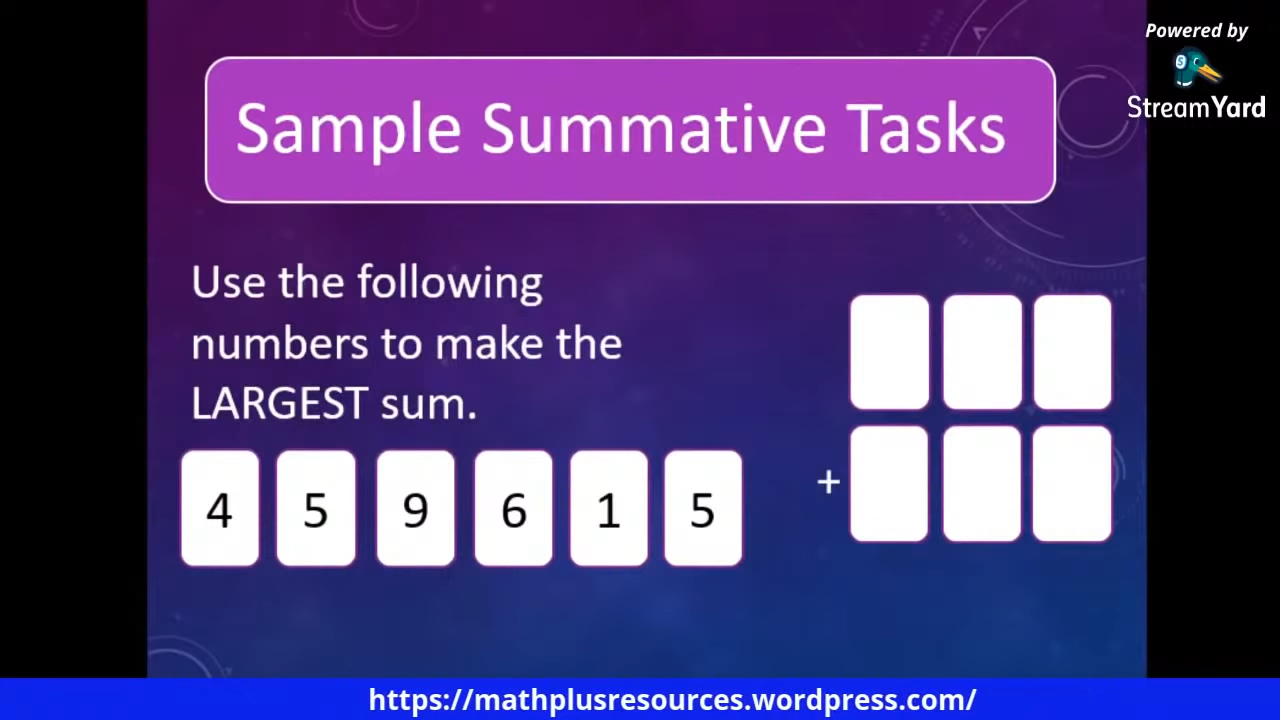 Powered by
StreamYard
Sample Summative Tasks
Use the following
numbers to make the
LARGEST sum.
4 5 9 6 1 5
+
https://mathplusresources.wordpress.com/